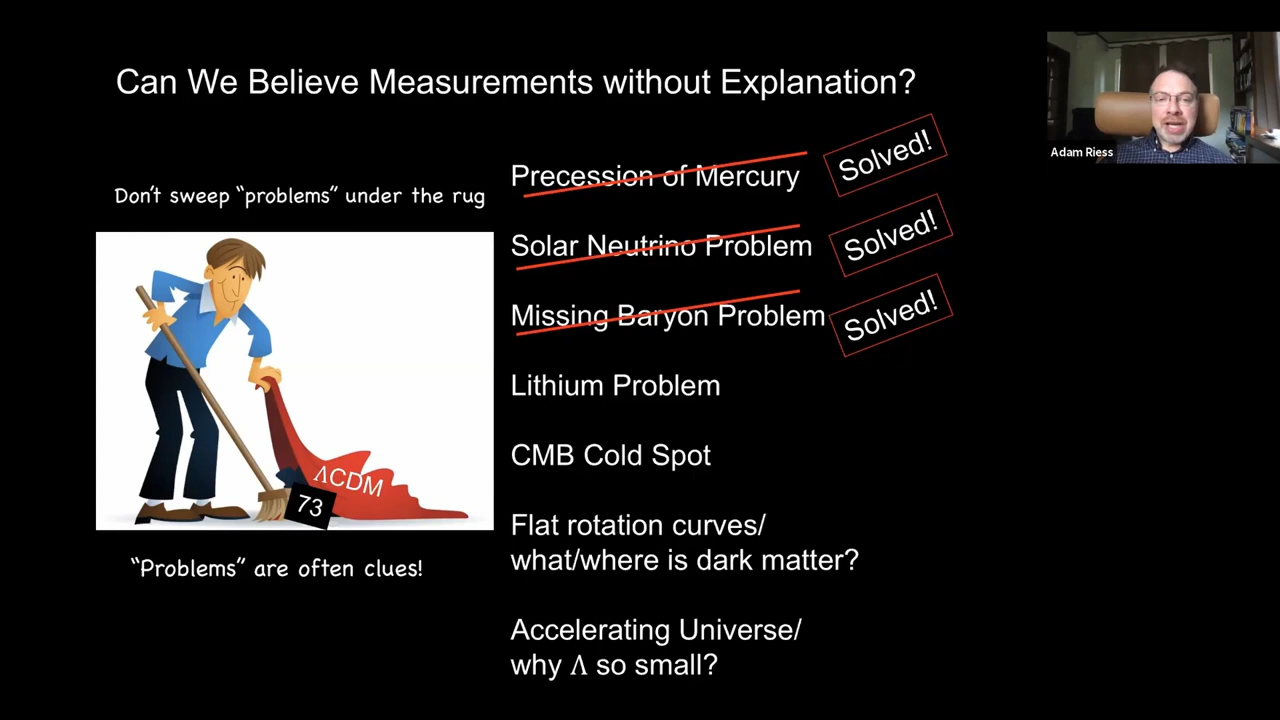 Can We Believe Measurements without Explanation?
Adam Riess
Don't sweep "problems" under the rug
ΛCDM
73
"Problems" are often clues!
Precession of Mercury
Solved!
Solar Neutrino Problem
Solved!
Missing Baryon Problem
Solved!
Lithium Problem
CMB Cold Spot
Flat rotation curves/
what/where is dark matter?
Accelerating Universe/
why Λ so small?